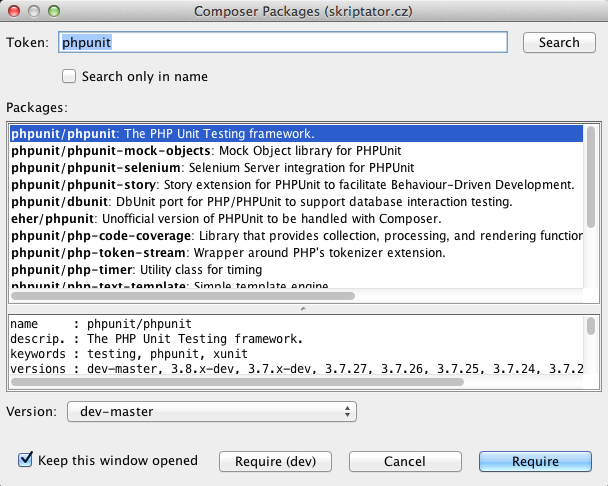 Composer Packages (skriptator.cz)
Token: phpunit Search
Search only in name
Packages:
phpunit/phpunit: The PHP Unit Testing framework.
phpunit/phpunit-mock-objects: Mock Object library for PHPUnit
phpunit/phpunit-selenium: Selenium Server integration for PHPUnit
phpunit/phpunit-story: Story extension for PHPUnit to facilitate Behaviour-Driven Development.
phpunit/dbunit: DbUnit port for PHP/PHPUnit to support database interaction testing.
eher/phpunit: Unofficial version of PHPUnit to be handled with Composer.
phpunit/php-code-coverage: Library that provides collection, processing, and rendering function
phpunit/php-token-stream: Wrapper around PHP's tokenizer extension.
phpunit/php-timer: Utility class for timing
phpunit/php-text-template: Simple template engine
name : phpunit/phpunit
descrip. : The PHP Unit Testing framework.
keywords : testing, phpunit, xunit
versions : dev-master, 3.8.x-dev, 3.7.x-dev, 3.7.27, 3.7.26, 3.7.25, 3.7.24, 3.7.2
Version: dev-master
Keep this window opened Require (dev) Cancel Require